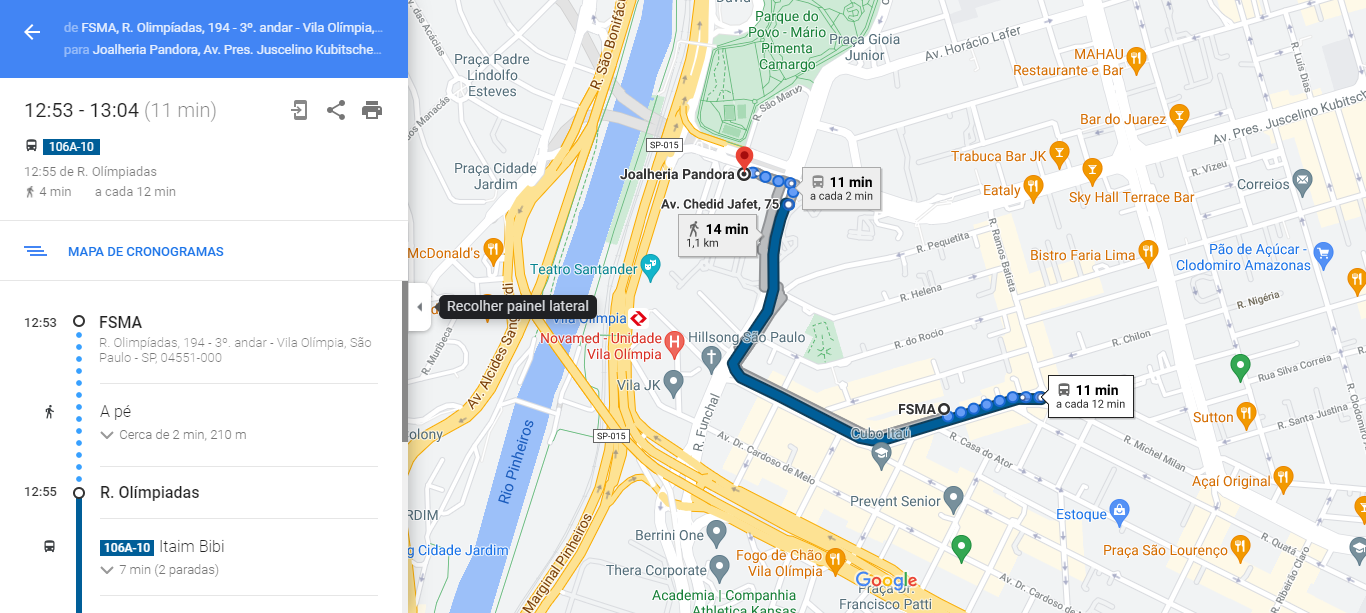 de FSMA, R. Olimpíadas, 194 - 3º. andar - Vila Olímpia,...
para Joalheria Pandora, Av. Pres. Juscelino Kubitsche...
12:53 - 13:04 (11 min)
106A-10
12:55 de R. Olímpiadas
4 min a cada 12 min
MAPA DE CRONOGRAMAS
12:53 FSMA
R. Olimpíadas, 194 - 3º. andar - Vila Olímpia, São
Paulo - SP, 04551-000
A pé
Cerca de 2 min, 210 m
12:55 R. Olímpiadas
106A-10 Itaim Bibi
7 min (2 paradas)
Recolher painel lateral
Parque do
Povo - Mário
Pimenta
Camargo
Praça Gioia
Junior
Av. Horácio Lafer
MAHAU
Restaurante e Bar
R. Luis Dias
Praça Padre
Lindolfo
Esteves
R. São Bonifácio
R. São Marun
Bar do Juarez
Av. Pres. Juscelino Kubitsch
SP-015
Praça Cidade
Jardim
Joalheria Pandora
11 min
a cada 2 min
Trabuca Bar JK
R. Vizeu
Eataly
Correios
Sky Hall Terrace Bar
Av. Chedid Jafet, 75
14 min
1,1 km
McDonald's
Teatro Santander
R. Pequetita
R. Ramos Batista
Bistro Faria Lima
Pão de Açúcar -
Clodomiro Amazonas
R. Helena
R. Nigéria
Vila Olímpia
Novamed - Unidade
Vila Olímpia
Hillsong São Paulo
R. do Rocio
R. Chilon
R. Muribeca
Av. Alcides Sang
Vila JK
Rua Silva Correia
11 min
a cada 12 min
FSMA
Sutton
R. Santa Justina
R. Funchal
Cubo Itaú
SP-015
colony
Rio Pinheiros
Av. Dr. Cardoso de Melo
R. Casa do Ator
R. Michel Milan
Açaí Original
Prevent Senior
Estoque
RDIM
g Cidade Jardim
Marginal Pinheiros
Berrini One
Thera Corporate
Fogo de Chão
Vila Olímpia
Praça São Lourenço
R. Quatá
R. Ribeirão Claro
Google
Academia | Companhia
Athletica Kansas
Praça Dr.
Francisco Patti